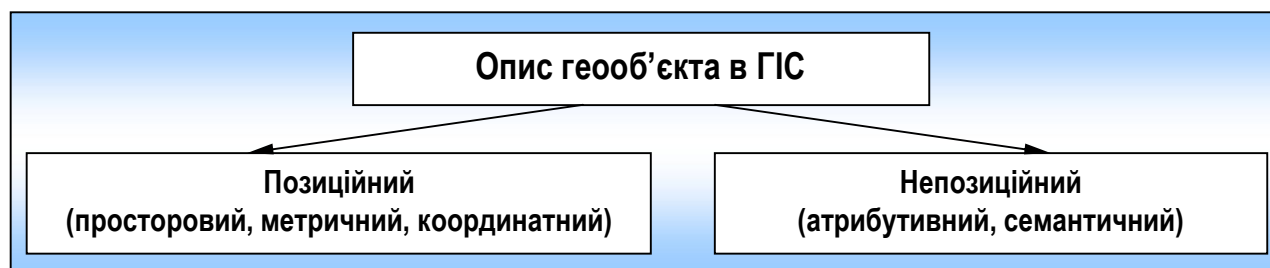 Опис геооб’єкта в ГІС
Позиційний
(просторовий, метричний, координатний)
Непозиційний
(атрибутивний, семантичний)